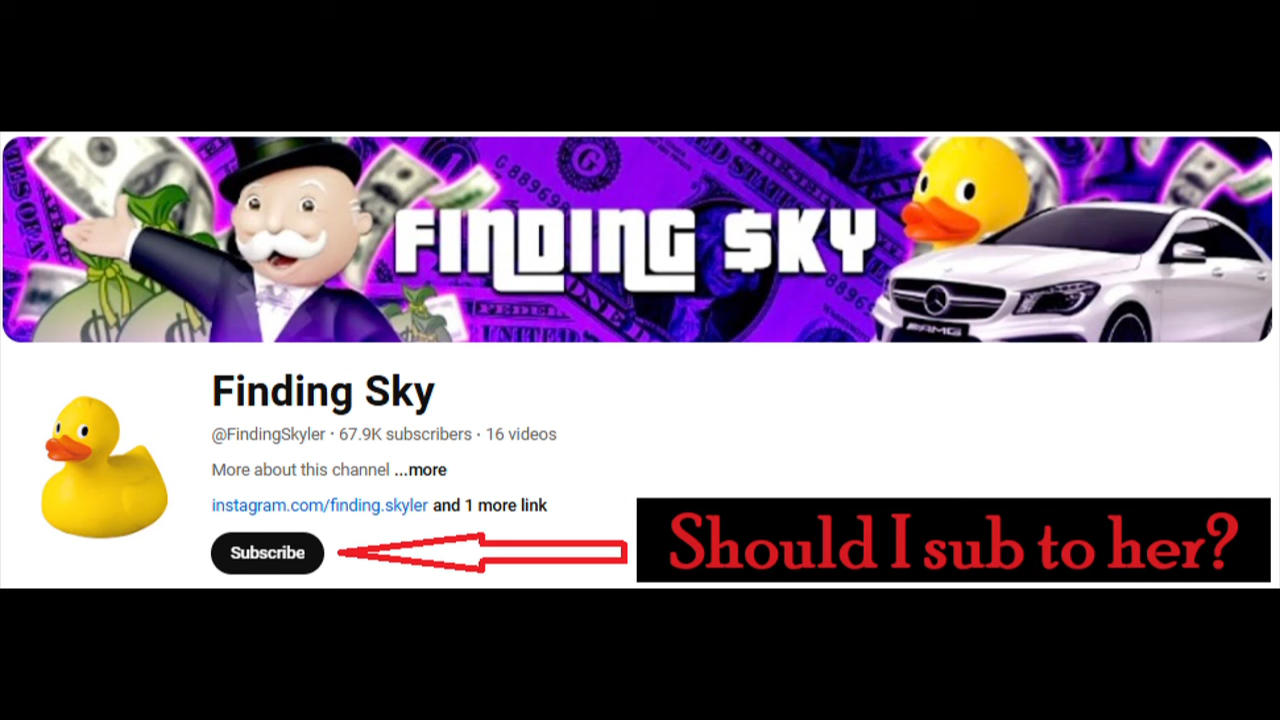 FINDING $KY
AMG
Finding Sky
@FindingSkyler · 67.9K subscribers · 16 videos
More about this channel ...more
instagram.com/finding.skyler and 1 more link
Subscribe
Should I sub to her?